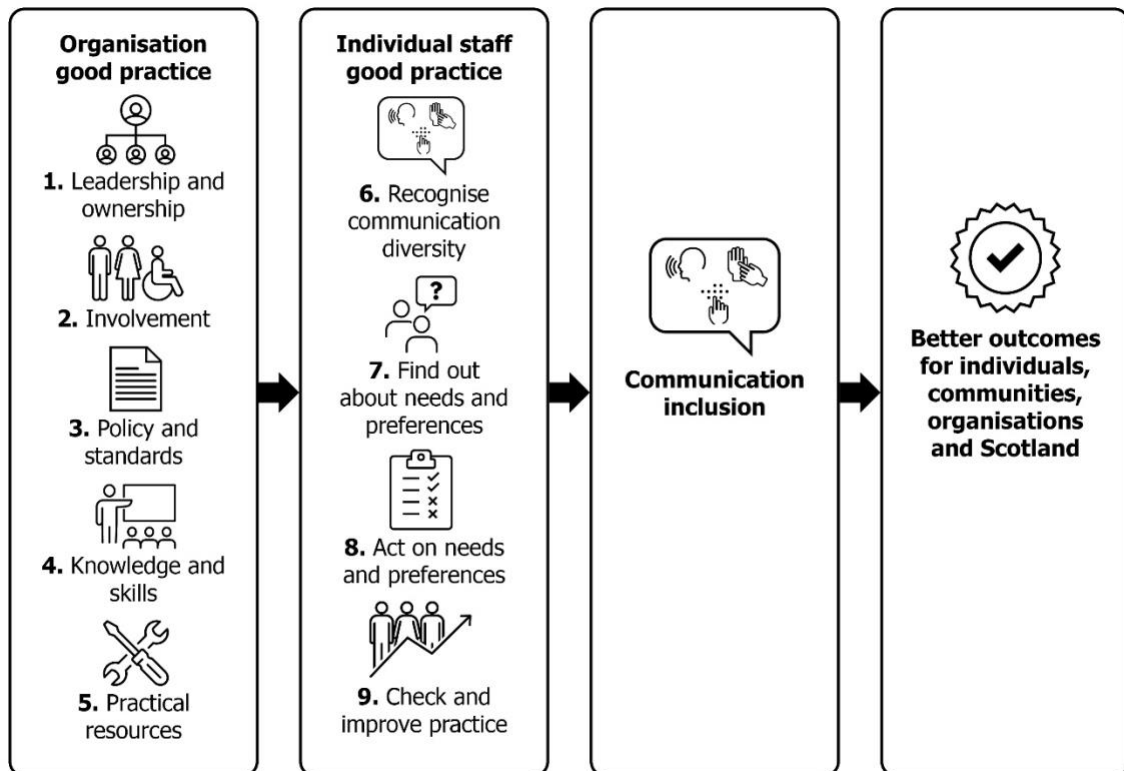 Organisation
good practice
1. Leadership and
ownership
2. Involvement
3. Policy and
standards
4. Knowledge and
skills
5. Practical
resources
Individual staff
good practice
6. Recognise
communication
diversity
?
7. Find out
about needs and
preferences
8. Act on needs
and preferences
9. Check and
improve practice
Communication
inclusion
Better outcomes
for individuals,
communities,
organisations
and Scotland